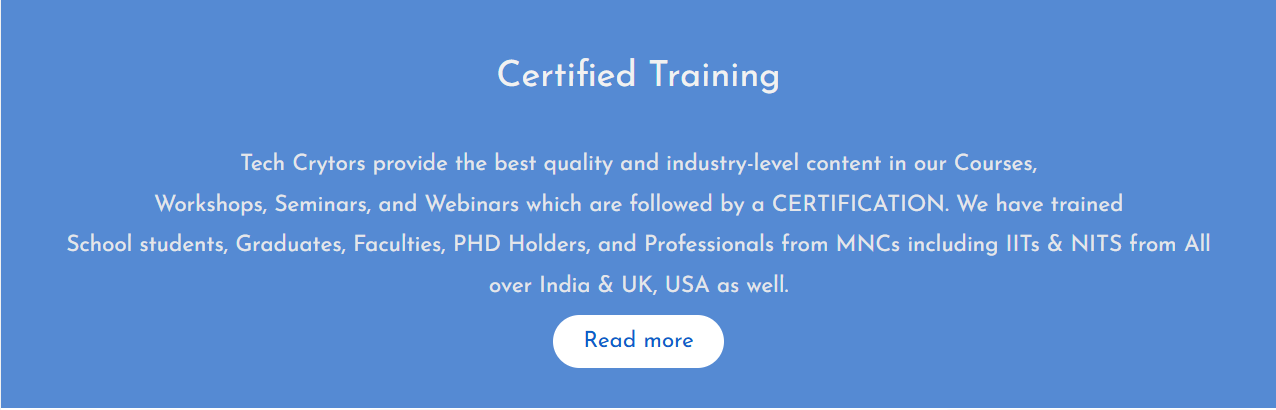 Certified Training
Tech Crytors provide the best quality and industry-level content in our Courses,
Workshops, Seminars, and Webinars which are followed by a CERTIFICATION. We have trained
School students, Graduates, Faculties, PHD Holders, and Professionals from MNCs including IITs & NITS from All
over India & UK, USA as well.
Read more